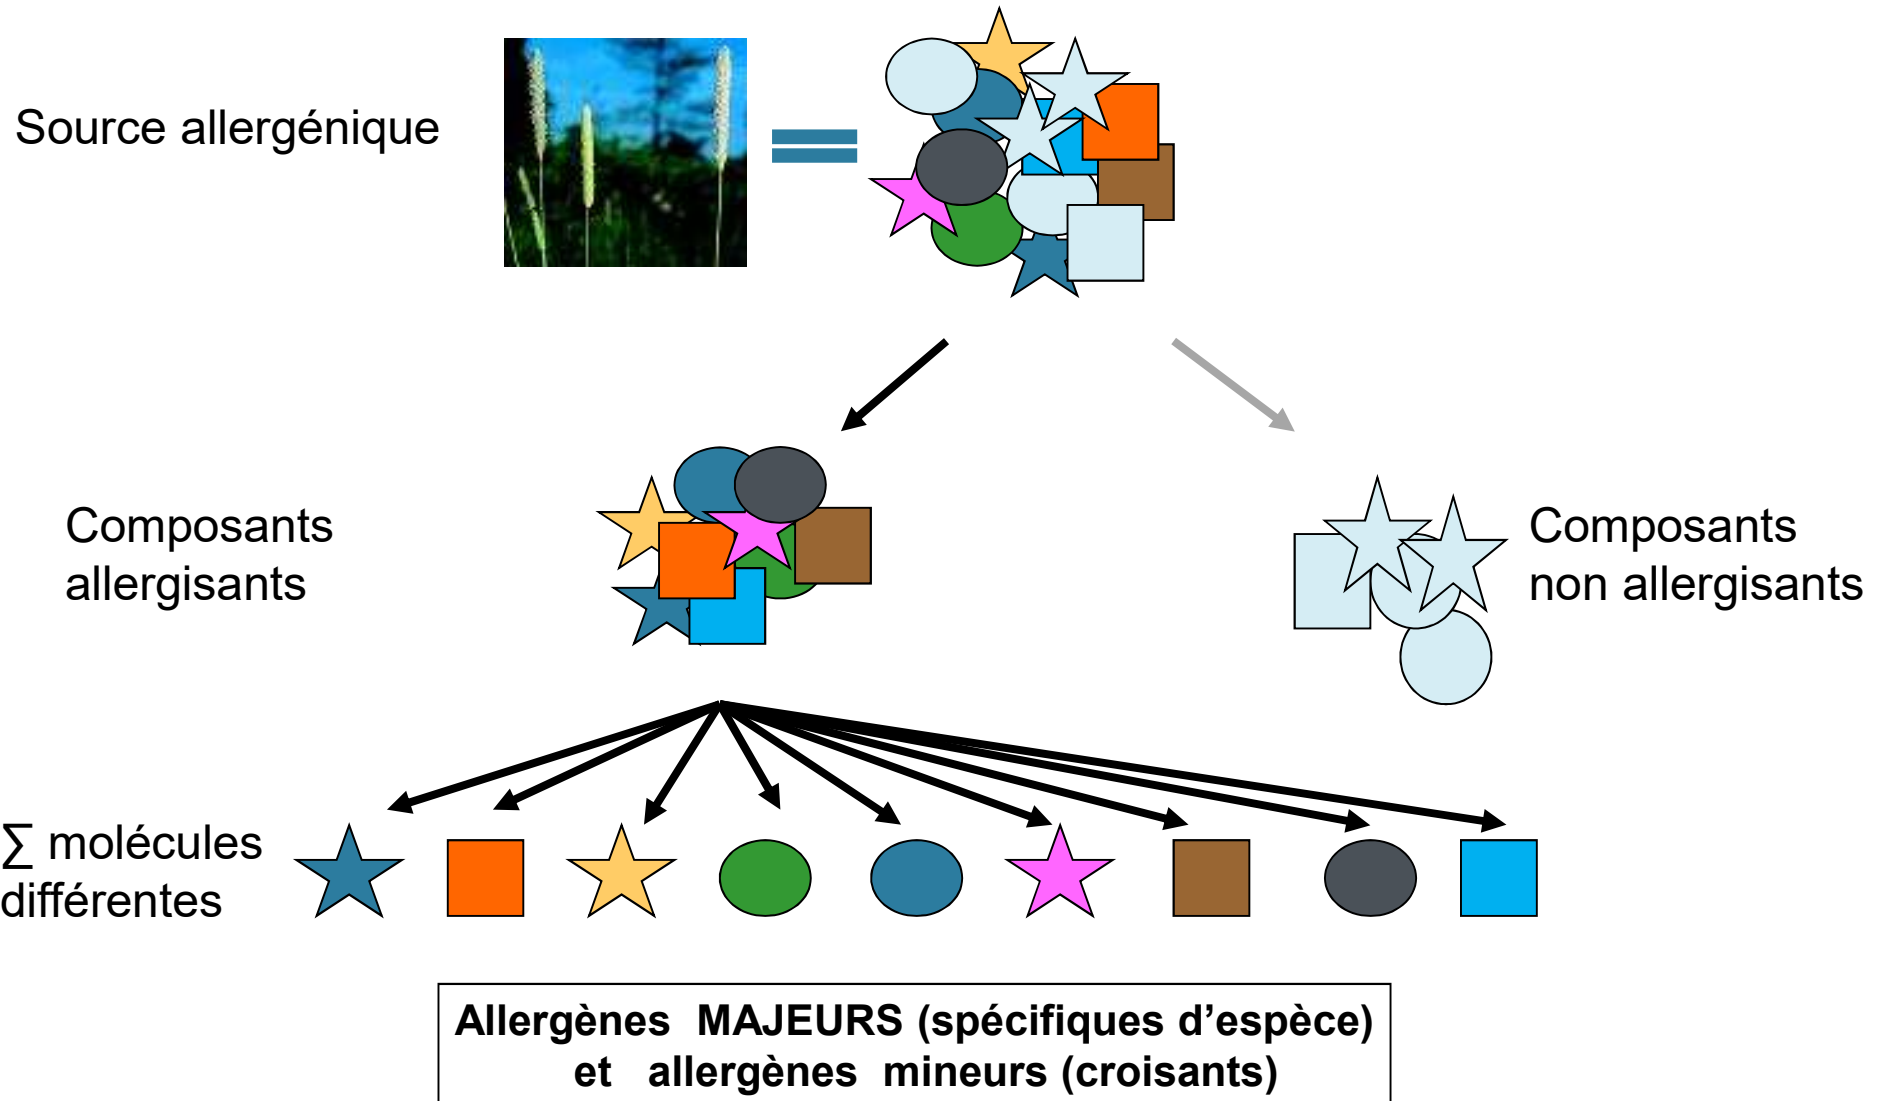 Source allergénique
Composants
allergisants
Composants
non allergisants
∑ molécules
différentes
Allergènes MAJEURS (spécifiques d’espèce)
et allergènes mineurs (croisants)